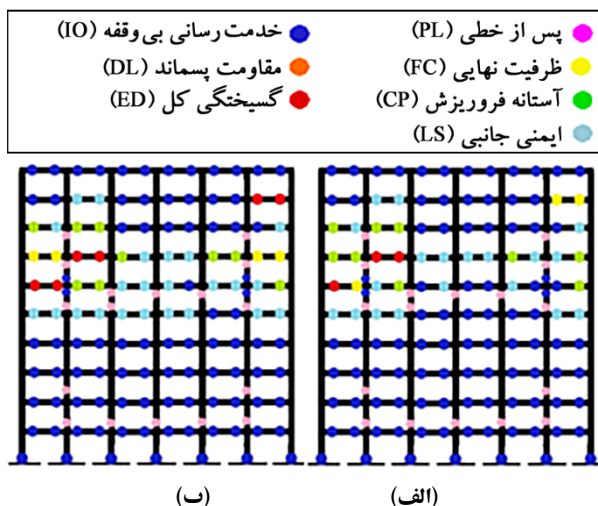 پس از خطی (PL) خدمت رسانی بی‌وقفه (IO)
ظرفیت نهایی (FC) مقاومت پسماند (DL)
آستانه فروریزش (CP) گسیختگی کل (ED)
ایمنی جانبی (LS)
(الف) (ب)